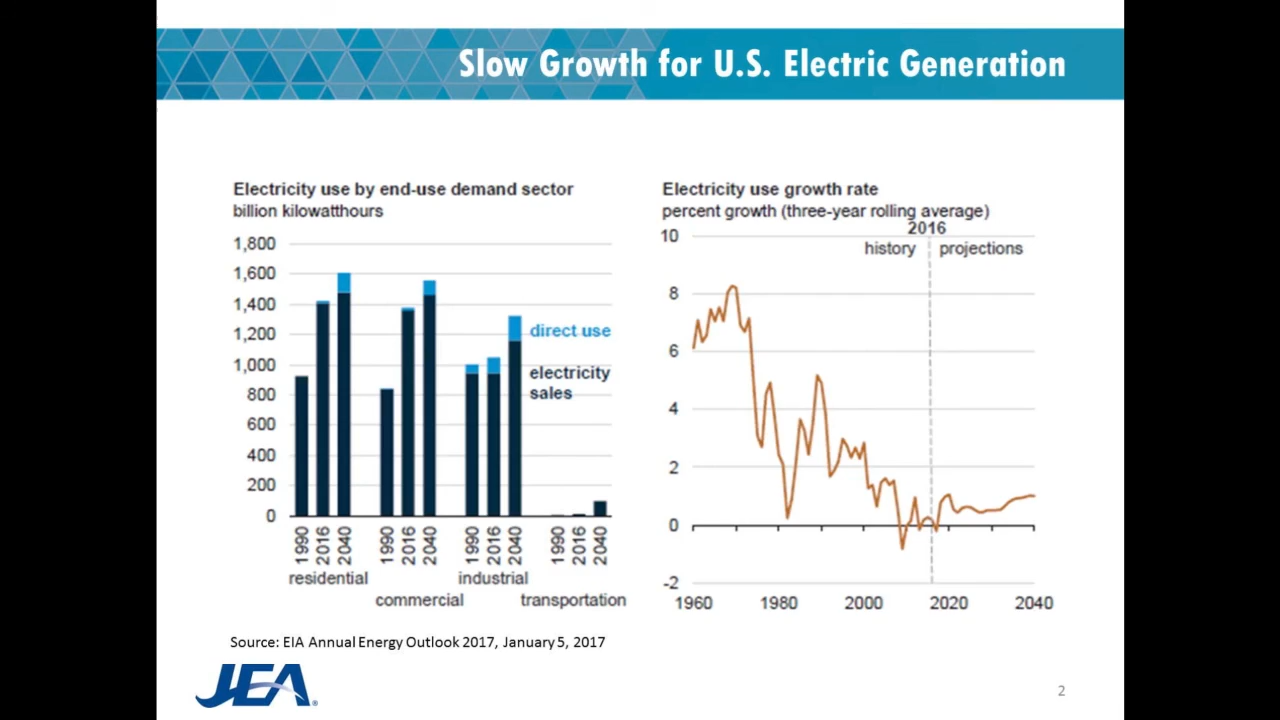 Slow Growth for U.S. Electric Generation
Electricity use by end-use demand sector
billion kilowatthours
1,800
1,600
1,400
1,200
1,000
800
600
400
200
0
direct use
electricity
sales
1990
2016
2040
1990
2016
2040
1990
2016
2040
1990
2016
2040
residential
commercial
industrial
transportation
Electricity use growth rate
percent growth (three-year rolling average)
2016
history
projections
10
8
6
4
2
0
-2
1960
1980
2000
2020
2040
Source: EIA Annual Energy Outlook 2017, January 5, 2017
JEA®
2